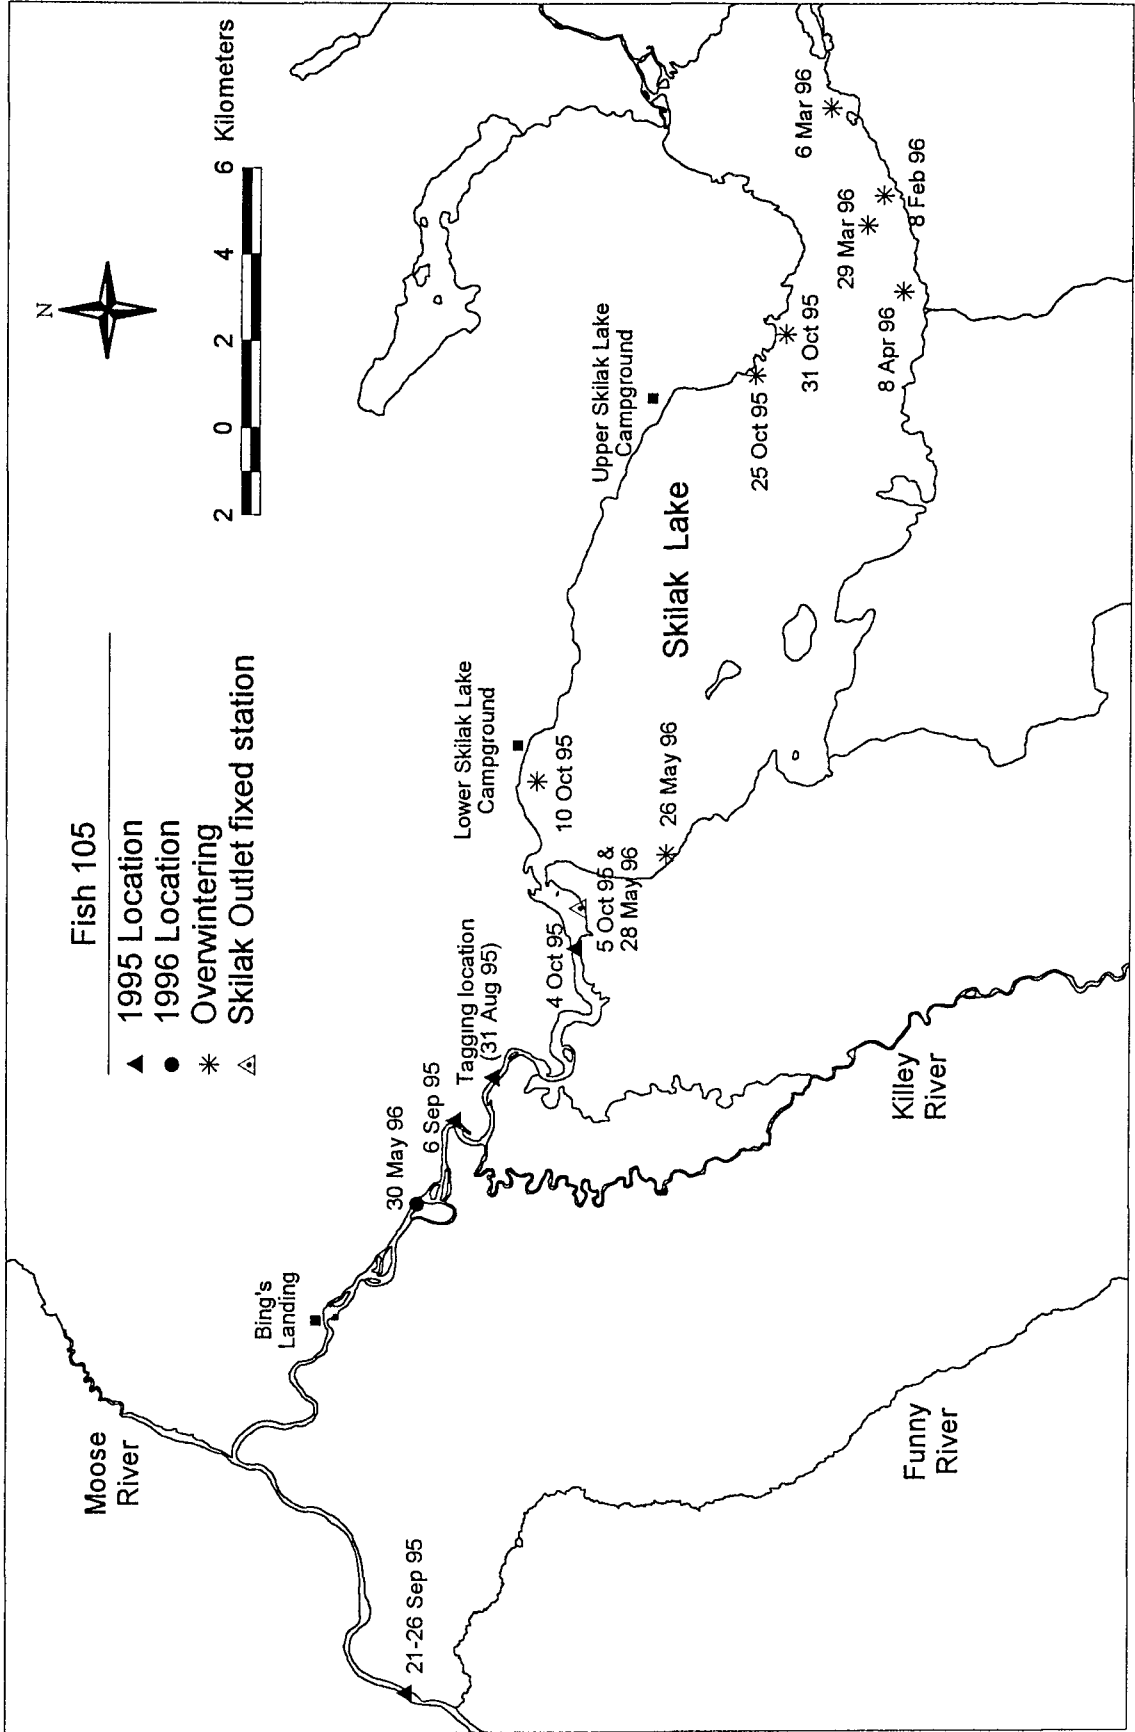 Fish 105
1995 Location
1996 Location
Overwintering
Skilak Outlet fixed station
N
2 0 2 4 6 Kilometers
Moose
River
Bing's
Landing
30 May 96
6 Sep 95
Tagging location
(31 Aug 95)
4 Oct 95
5 Oct 95 &
28 May 96
Lower Skilak Lake
Campground
10 Oct 95
26 May 96
Skilak Lake
Upper Skilak Lake
Campground
25 Oct 95
31 Oct 95
6 Mar 96
29 Mar 96
8 Feb 96
8 Apr 96
21-26 Sep 95
Funny
River
Killey
River